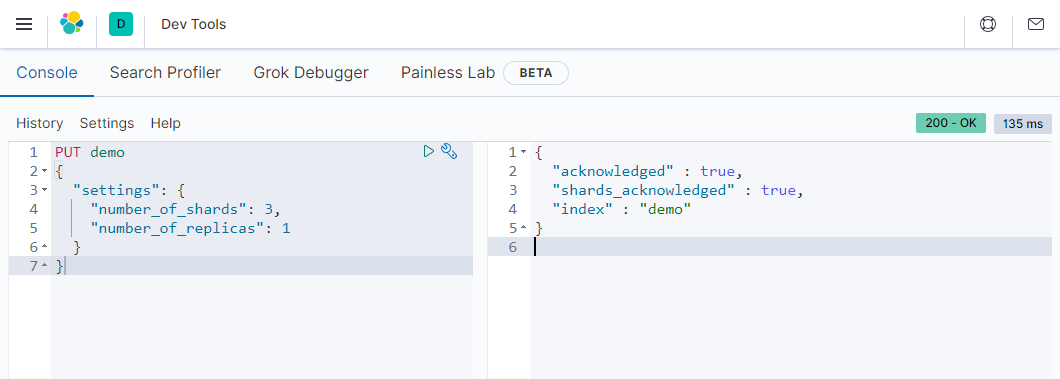 D Dev Tools
Console Search Profiler Grok Debugger Painless Lab BETA
History Settings Help 200 - OK 135 ms
1 PUT demo
2 {
3 "settings": {
4 "number_of_shards": 3,
5 "number_of_replicas": 1
6 }
7 }
1 {
2 "acknowledged" : true,
3 "shards_acknowledged" : true,
4 "index" : "demo"
5 }
6